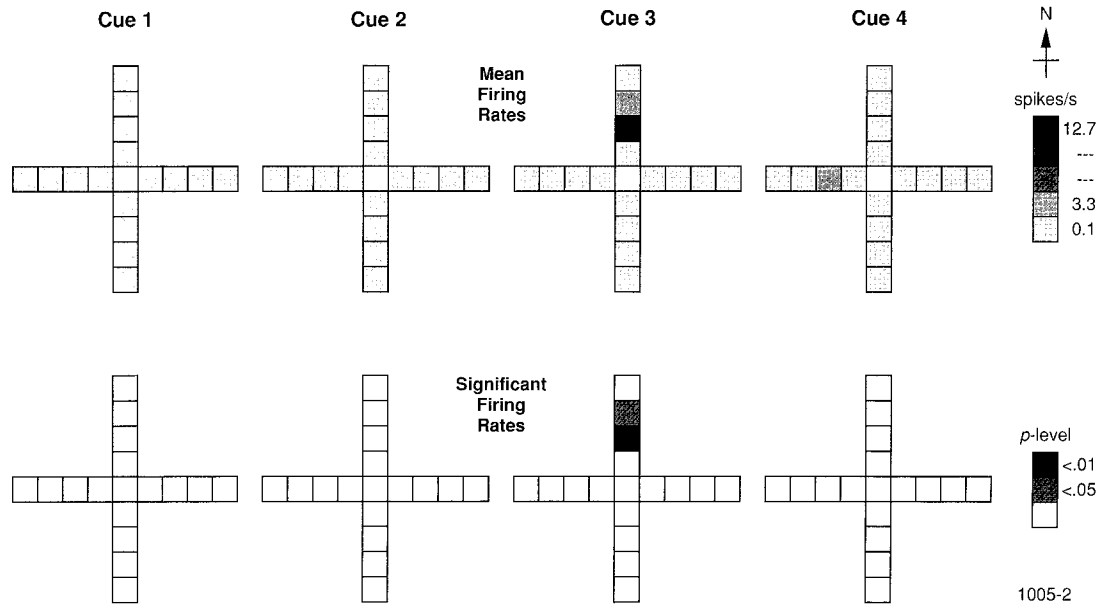 Cue 1
Cue 2
Cue 3
Cue 4
N
Mean
Firing
Rates
spikes/s
12.7
---
---
3.3
0.1
Significant
Firing
Rates
p-level
<.01
<.05
1005-2